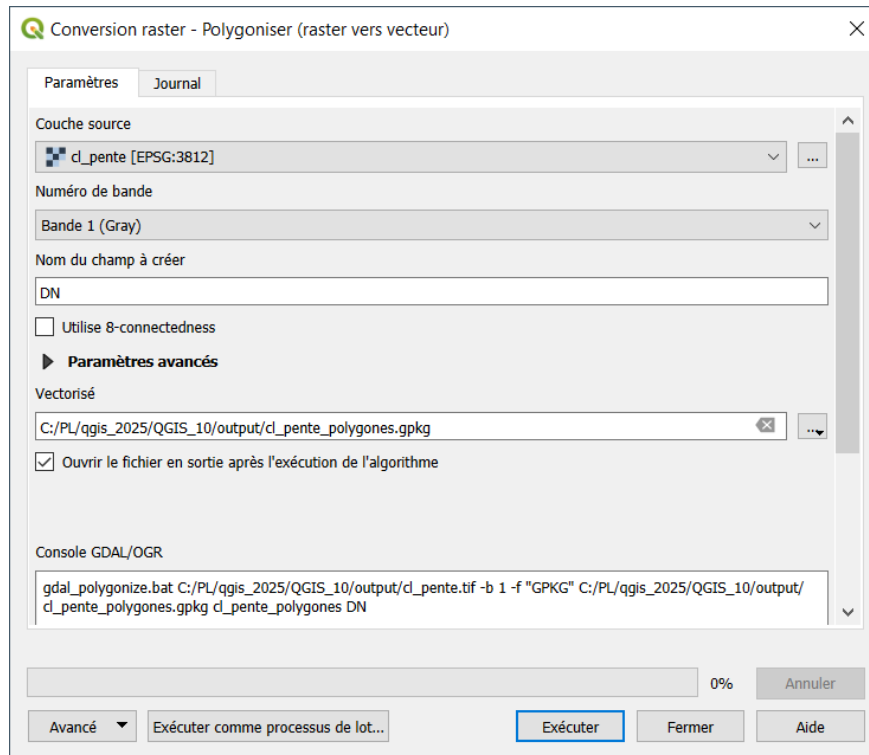 Conversion raster - Polygoniser (raster vers vecteur)
Paramètres
Journal
Couche source
cl_pente [EPSG:3812]
...
Numéro de bande
Bande 1 (Gray)
Nom du champ à créer
DN
Utilise 8-connectedness
Paramètres avancés
Vectorisé
C:/PL/qgis_2025/QGIS_10/output/cl_pente_polygones.gpkg
...
Ouvrir le fichier en sortie après l'exécution de l'algorithme
Console GDAL/OGR
gdal_polygonize.bat C:/PL/qgis_2025/QGIS_10/output/cl_pente.tif -b 1 -f "GPKG" C:/PL/qgis_2025/QGIS_10/output/
cl_pente_polygones.gpkg cl_pente_polygones DN
0%
Annuler
Avancé
Exécuter comme processus de lot...
Exécuter
Fermer
Aide